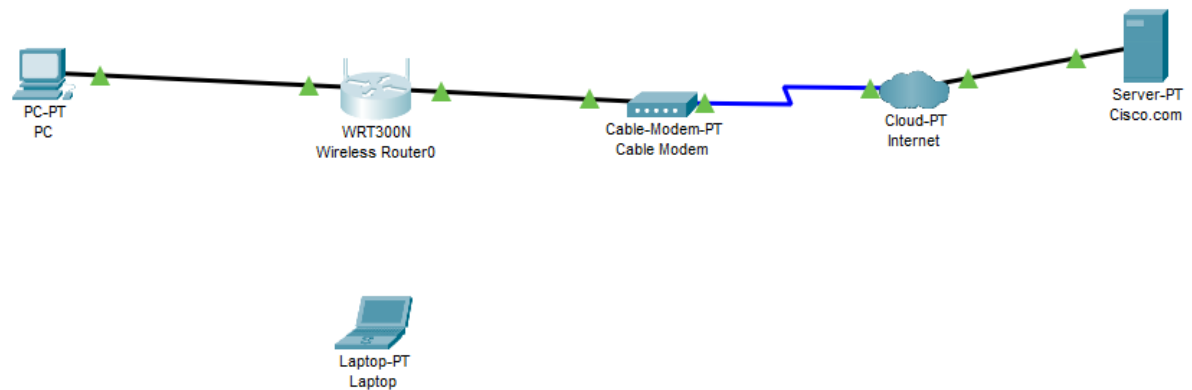 PC-PT
PC
WRT300N
Wireless Router0
Cable-Modem-PT
Cable Modem
Cloud-PT
Internet
Server-PT
Cisco.com
Laptop-PT
Laptop